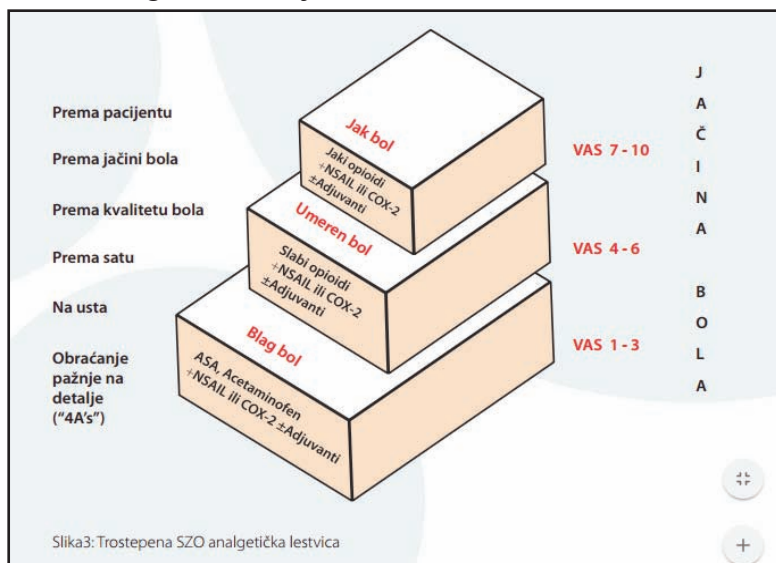 Prema pacijentu
Prema jačini bola
Prema kvalitetu bola
Prema satu
Na usta
Obraćanje
pažnje na
detalje
("4A's")
Jak bol
Jaki opioidi
+NSAIL ili COX-2
±Adjuvanti
Umeren bol
Slabi opioidi
+NSAIL ili COX-2
±Adjuvanti
Blag bol
ASA, Acetaminofen
+NSAIL ili COX-2 ±Adjuvanti
VAS 7 - 10
VAS 4 - 6
VAS 1 - 3
J
A
Č
I
N
A
B
O
L
A
Slika3: Trostepena SZO analgetička lestvica